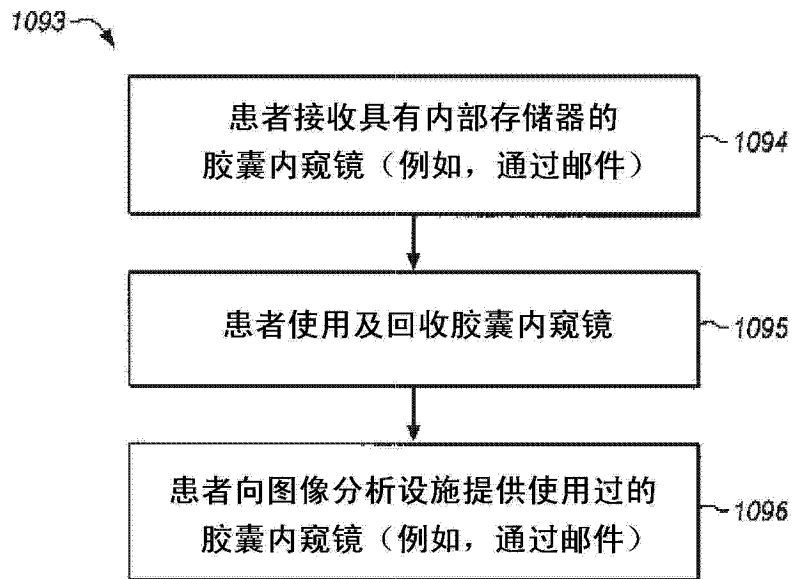 1093
患者接收具有内部存储器的
胶囊内窥镜（例如，通过邮件）
1094
患者使用及回收胶囊内窥镜
1095
患者向图像分析设施提供使用过的
胶囊内窥镜（例如，通过邮件）
1096